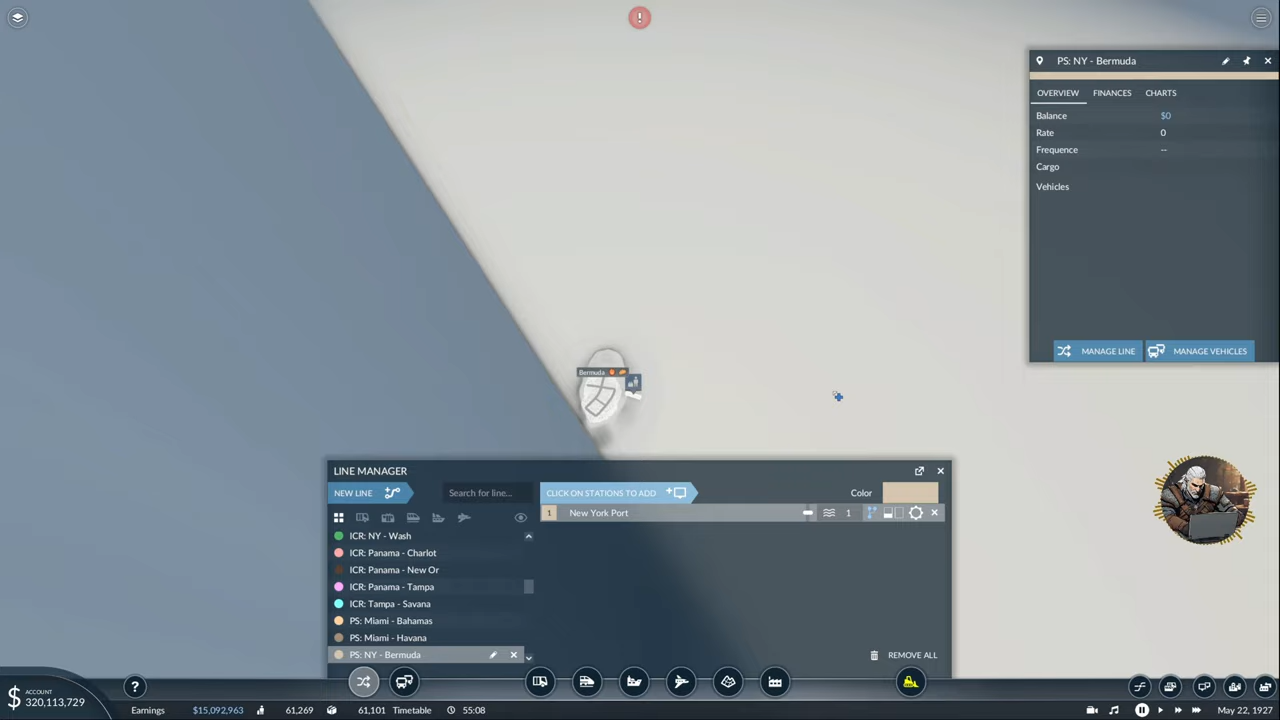 !
PS: NY - Bermuda
OVERVIEW FINANCES CHARTS
Balance $0
Rate 0
Frequence --
Cargo
Vehicles
MANAGE LINE MANAGE VEHICLES
Bermuda
LINE MANAGER
NEW LINE Search for line... CLICK ON STATIONS TO ADD Color
1 New York Port 1
ICR: NY - Wash
ICR: Panama - Charlot
ICR: Panama - New Or
ICR: Panama - Tampa
ICR: Tampa - Savana
PS: Miami - Bahamas
PS: Miami - Havana
PS: NY - Bermuda
REMOVE ALL
$ ACCOUNT
320,113,729
?
Earnings $15,092,963 61,269 61,101 Timetable 55:08 May 22, 1927